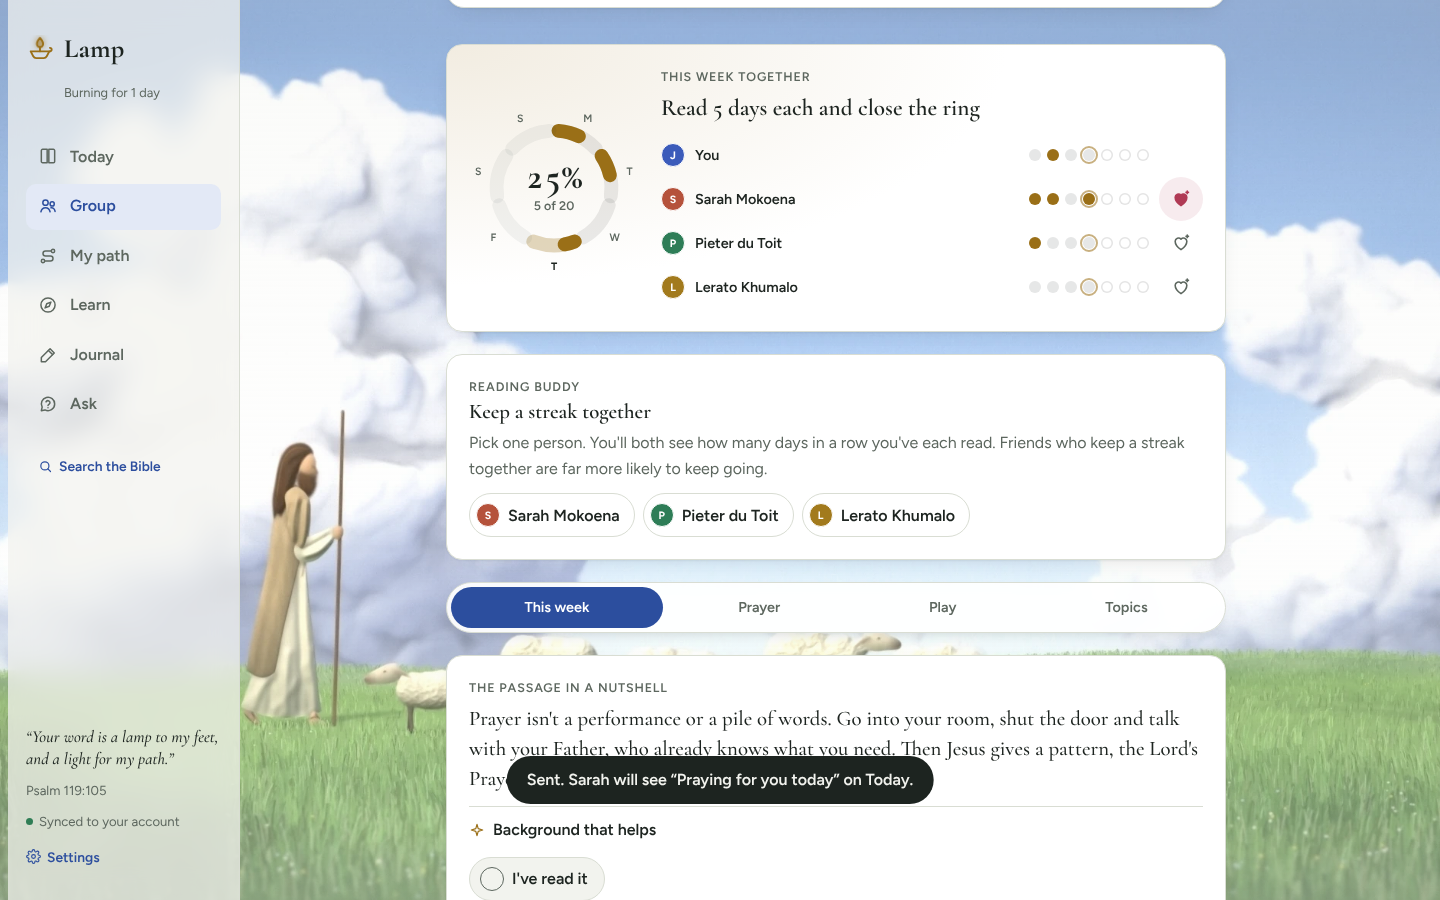 Lamp
Burning for 1 day
Today
Group
My path
Learn
Journal
Ask
Search the Bible
“Your word is a lamp to my feet,
and a light for my path.”
Psalm 119:105
Synced to your account
Settings
THIS WEEK TOGETHER
Read 5 days each and close the ring
S M
S T
25%
5 of 20
F W
T
J You
S Sarah Mokoena
P Pieter du Toit
L Lerato Khumalo
READING BUDDY
Keep a streak together
Pick one person. You'll both see how many days in a row you've each read. Friends who keep a streak
together are far more likely to keep going.
S Sarah Mokoena P Pieter du Toit L Lerato Khumalo
This week Prayer Play Topics
THE PASSAGE IN A NUTSHELL
Prayer isn't a performance or a pile of words. Go into your room, shut the door and talk
with your Father, who already knows what you need. Then Jesus gives a pattern, the Lord's
Sent. Sarah will see “Praying for you today” on Today.
Background that helps
I've read it